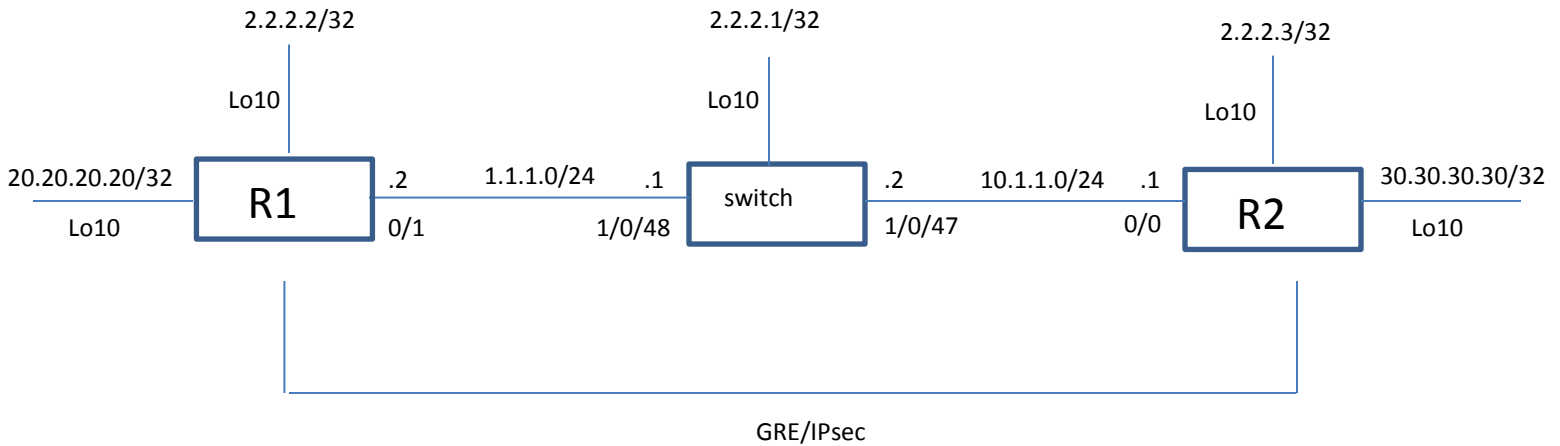 2.2.2.2/32
2.2.2.1/32
2.2.2.3/32
Lo10
Lo10
Lo10
20.20.20.20/32
R1
.2
1.1.1.0/24
.1
switch
.2
10.1.1.0/24
.1
R2
30.30.30.30/32
Lo10
0/1
1/0/48
1/0/47
0/0
Lo10
GRE/IPsec